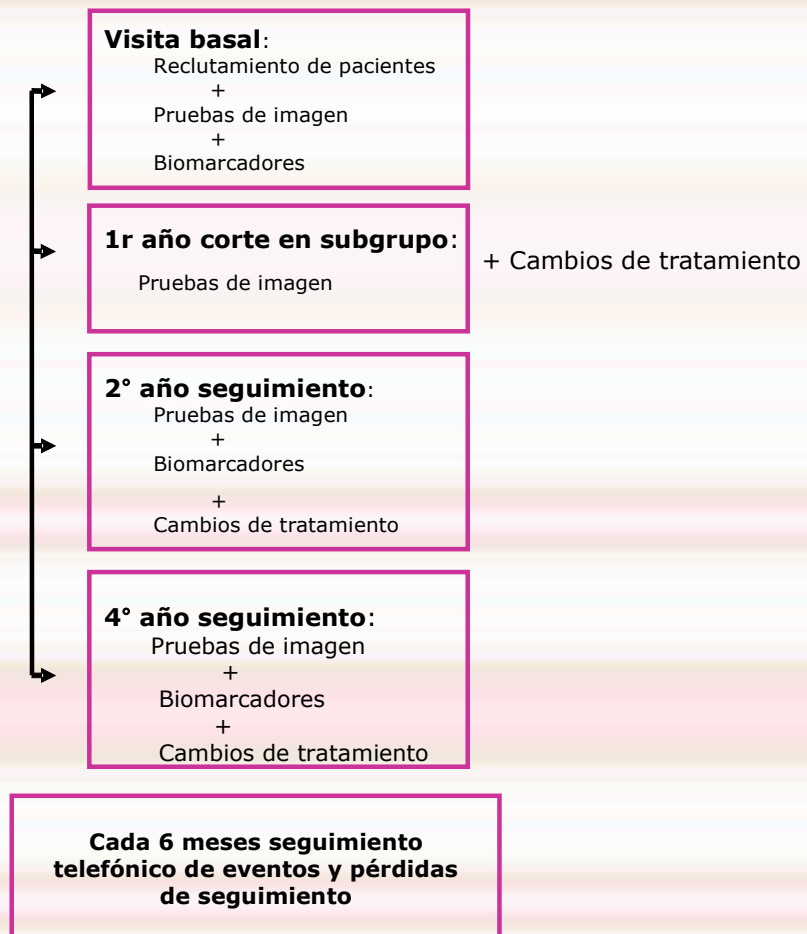 Visita basal:
Reclutamiento de pacientes
+
Pruebas de imagen
+
Biomarcadores
1r año corte en subgrupo:
Pruebas de imagen
+ Cambios de tratamiento
2° año seguimiento:
Pruebas de imagen
+
Biomarcadores
+
Cambios de tratamiento
4° año seguimiento:
Pruebas de imagen
+
Biomarcadores
+
Cambios de tratamiento
Cada 6 meses seguimiento
telefónico de eventos y pérdidas
de seguimiento